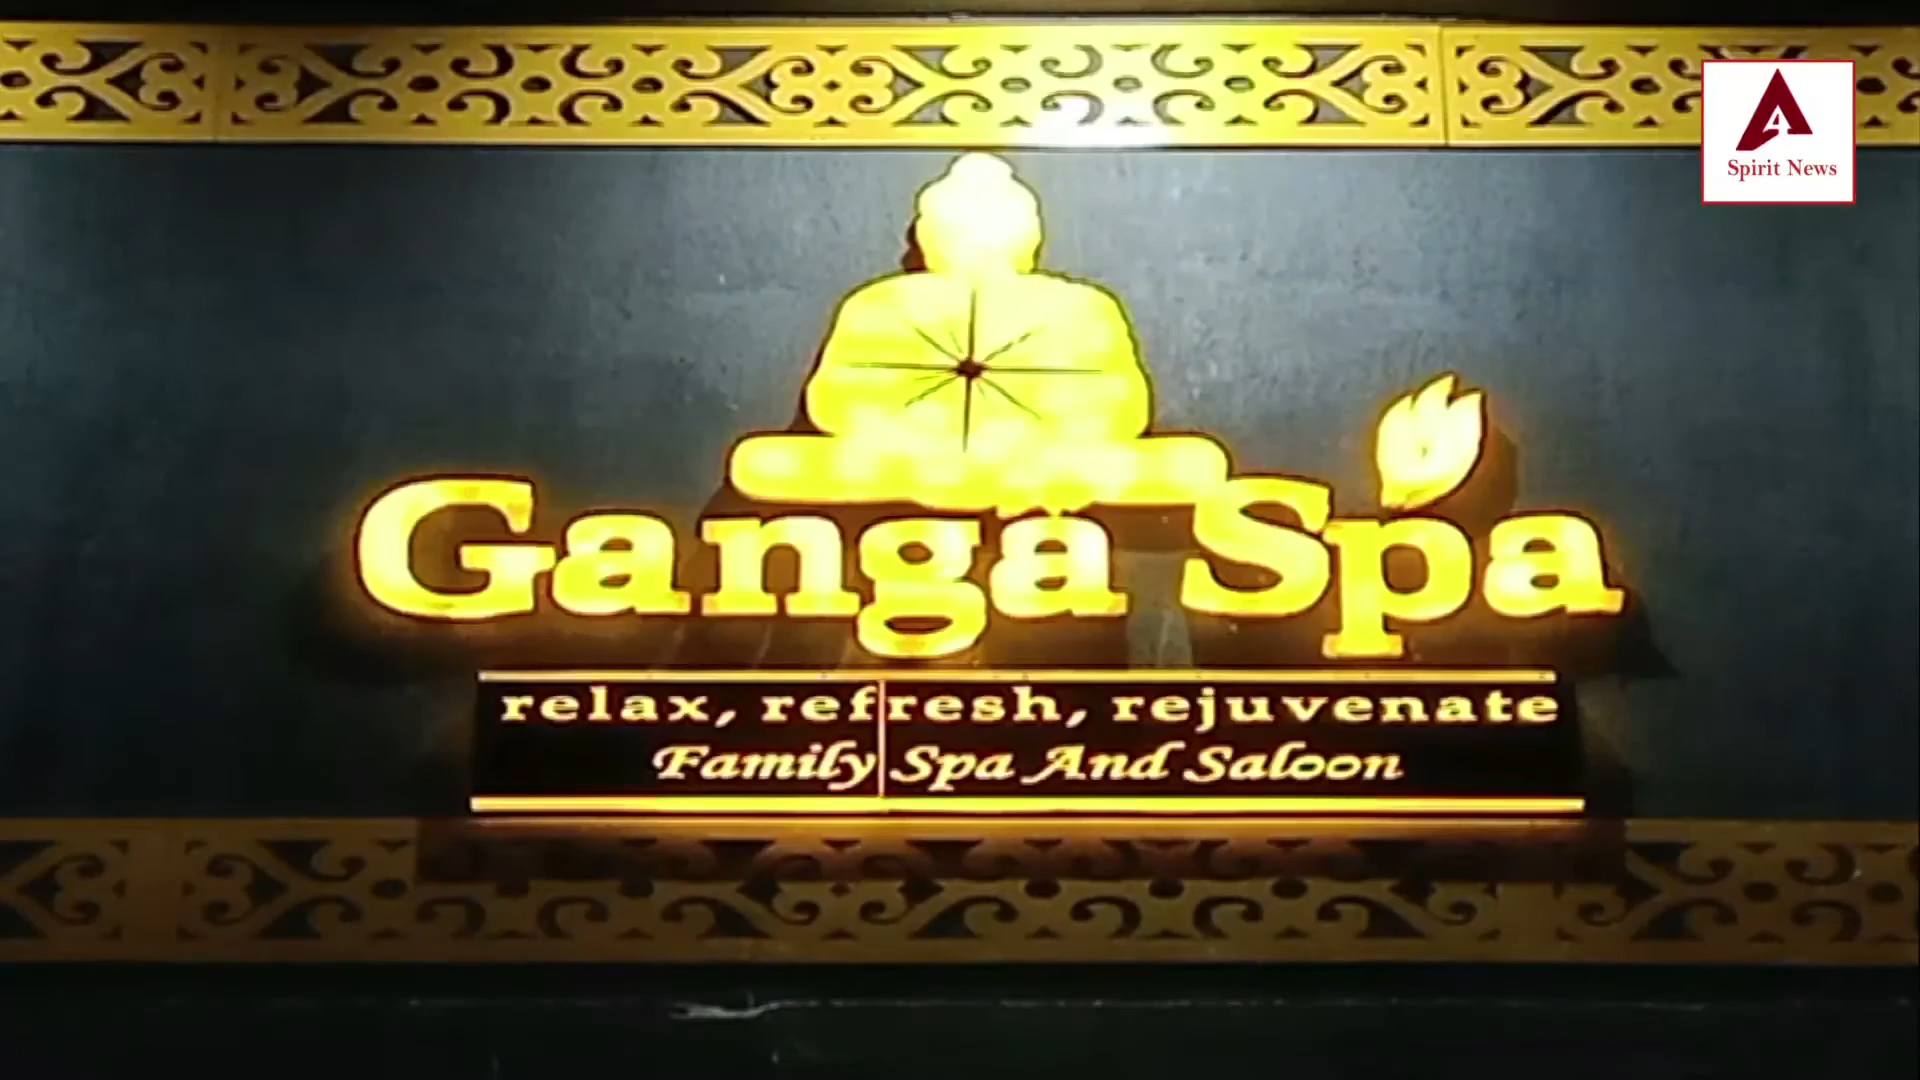 A
Spirit News
Ganga Spa
relax, refresh, rejuvenate
Family Spa And Saloon